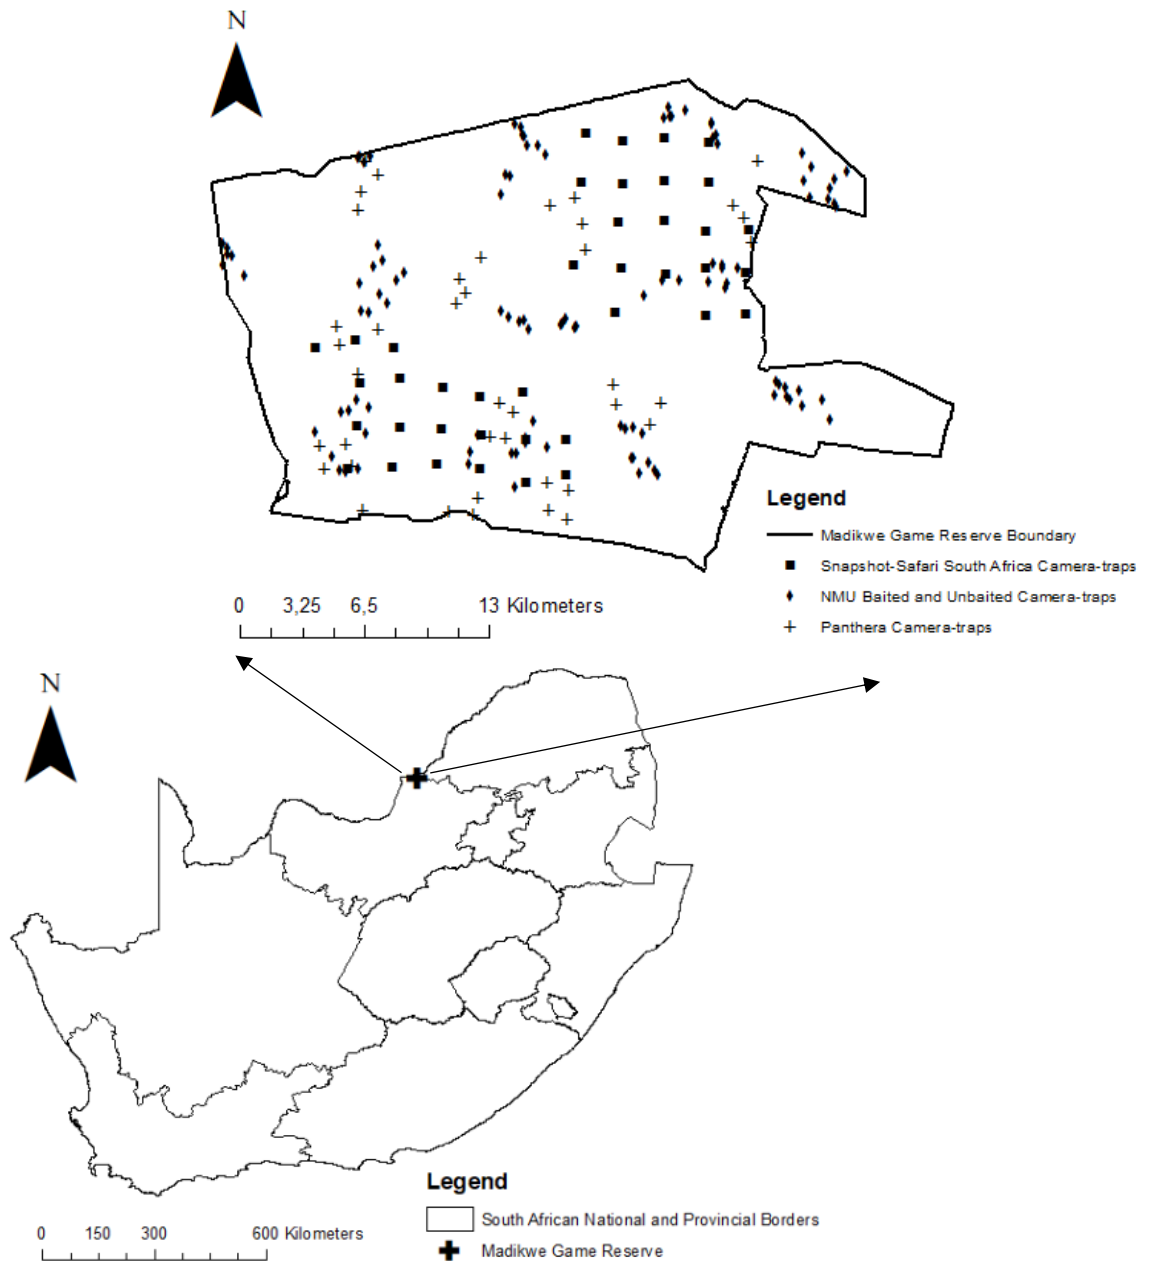 N
Legend
Madikwe Game Reserve Boundary
Snapshot-Safari South Africa Camera-traps
NMU Baited and Unbaited Camera-traps
Panthera Camera-traps
0 3,25 6,5 13 Kilometers
N
Legend
South African National and Provincial Borders
Madikwe Game Reserve
0 150 300 600 Kilometers